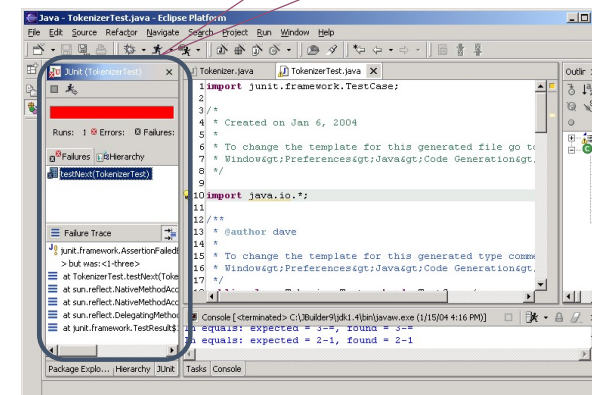 Java - TokenizerTest.java - Eclipse Platform
File Edit Source Refactor Navigate Search Project Run Window Help
JUnit (TokenizerTest)
Tokenizer.java
TokenizerTest.java
Outlir
Runs: 1 Errors: 0 Failures:
Failures
Hierarchy
testNext(TokenizerTest)
Failure Trace
junit.framework.AssertionFailedE
> but was:<1-three>
at TokenizerTest.testNext(Toke
at sun.reflect.NativeMethodAcc
at sun.reflect.NativeMethodAcc
at sun.reflect.DelegatingMethod
at junit.framework.TestResult$
Package Explo... Hierarchy JUnit
1 import junit.framework.TestCase;
2
3 /*
4 * Created on Jan 6, 2004
5 *
6 * To change the template for this generated file go to
7 * Window&gt;Preferences&gt;Java&gt;Code Generation&gt.
8 */
9
10 import java.io.*;
11
12 /**
13 * @author dave
14 *
15 * To change the template for this generated type comme
16 * Window&gt;Preferences&gt;Java&gt;Code Generation&gt.
17 */
Console [<terminated> C:\JBuilder9\jdk1.4\bin\javaw.exe (1/15/04 4:16 PM)]
In equals: expected = 3-=, found = 3-=
In equals: expected = 2-1, found = 2-1
Tasks Console